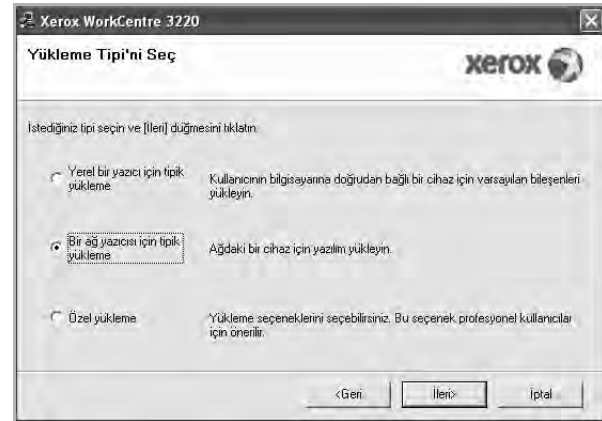 Xerox WorkCentre 3220
Yükleme Tipi'ni Seç
xerox
İstediğiniz tipi seçin ve [İleri] düğmesini tıklatın.
Yerel bir yazıcı için tipik
yükleme
Kullanıcının bilgisayarına doğrudan bağlı bir cihaz için varsayılan bileşenleri
yükleyin.
Bir ağ yazıcısı için tipik
yükleme
Ağdaki bir cihaz için yazılım yükleyin.
Özel yükleme
Yükleme seçeneklerini seçebilirsiniz. Bu seçenek profesyonel kullanıcılar
için önerilir.
<Geri
İleri>
İptal